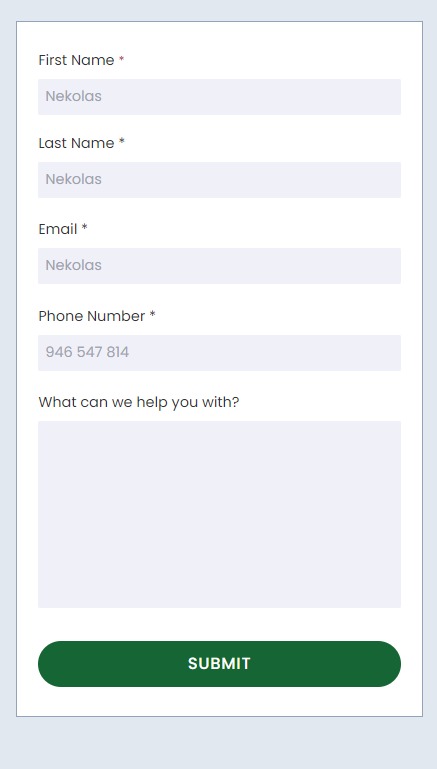 First Name *
Nekolas
Last Name *
Nekolas
Email *
Nekolas
Phone Number *
946 547 814
What can we help you with?
SUBMIT